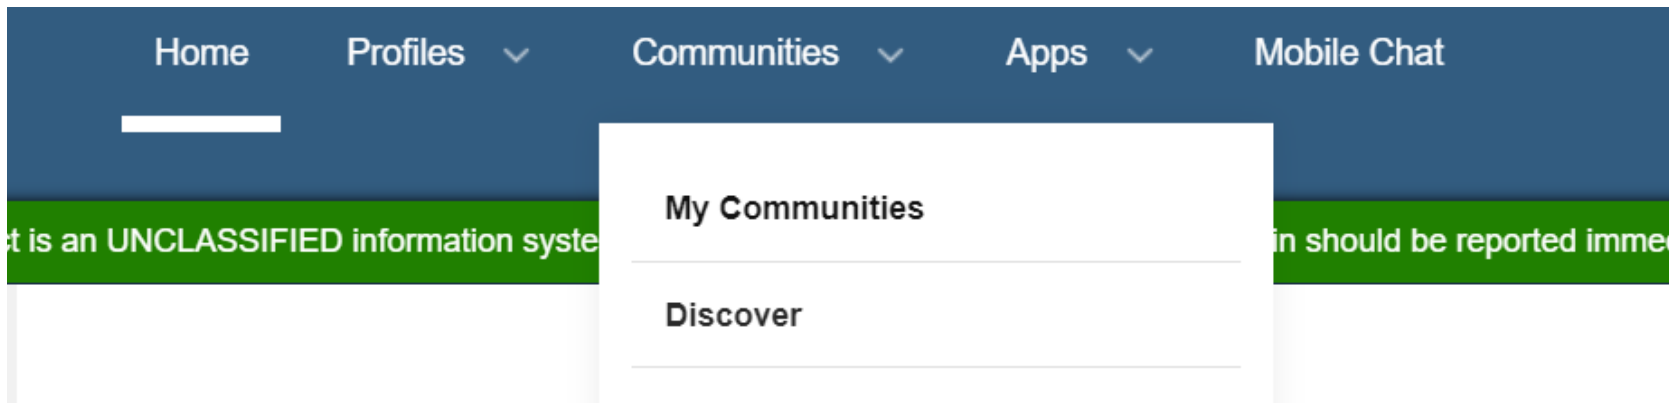 Home Profiles Communities Apps Mobile Chat
My Communities
ct is an UNCLASSIFIED information syste in should be reported imme
Discover